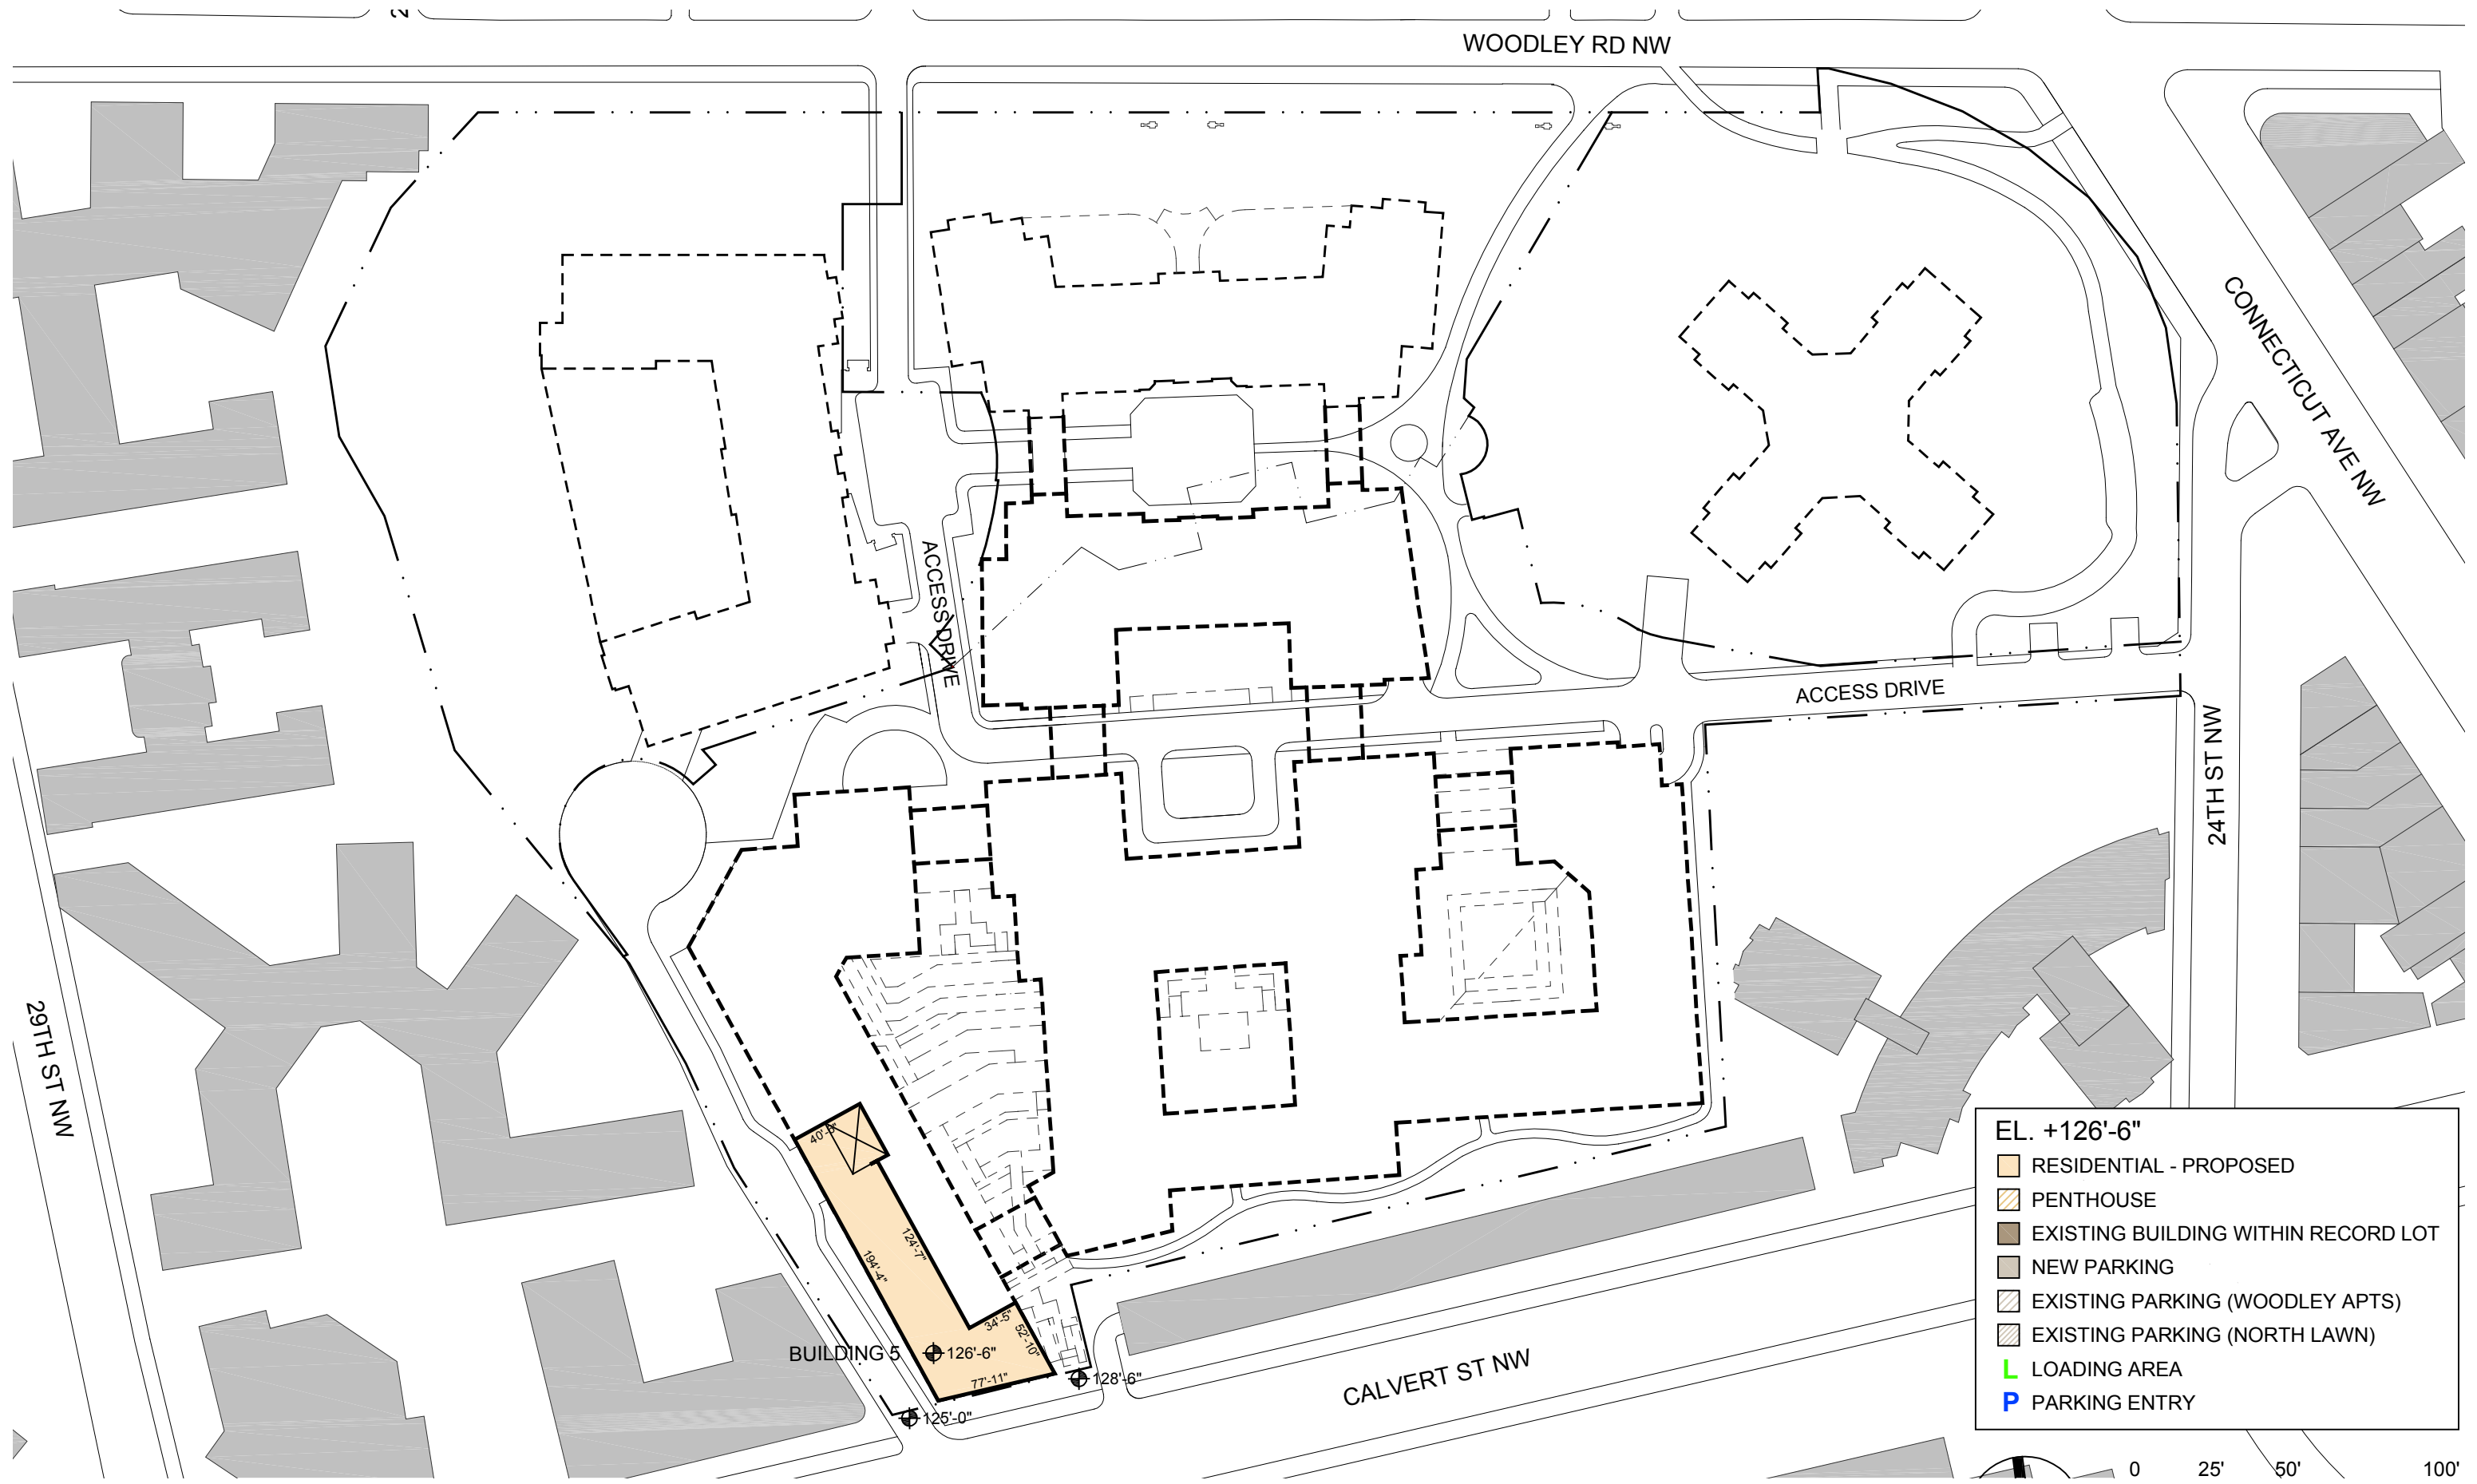 WOODLEY RD NW
CONNECTICUT AVE NW
ACCESS DRIVE
ACCESS DRIVE
24TH ST NW
29TH ST NW
194'-4"
124'-7"
34'-5"
52'-10"
BUILDING 5
126'-6"
77'-11"
128'-6"
125'-0"
CALVERT ST NW
EL. +126'-6"
RESIDENTIAL - PROPOSED
PENTHOUSE
EXISTING BUILDING WITHIN RECORD LOT
NEW PARKING
EXISTING PARKING (WOODLEY APTS)
EXISTING PARKING (NORTH LAWN)
L LOADING AREA
P PARKING ENTRY
0 25' 50' 100'